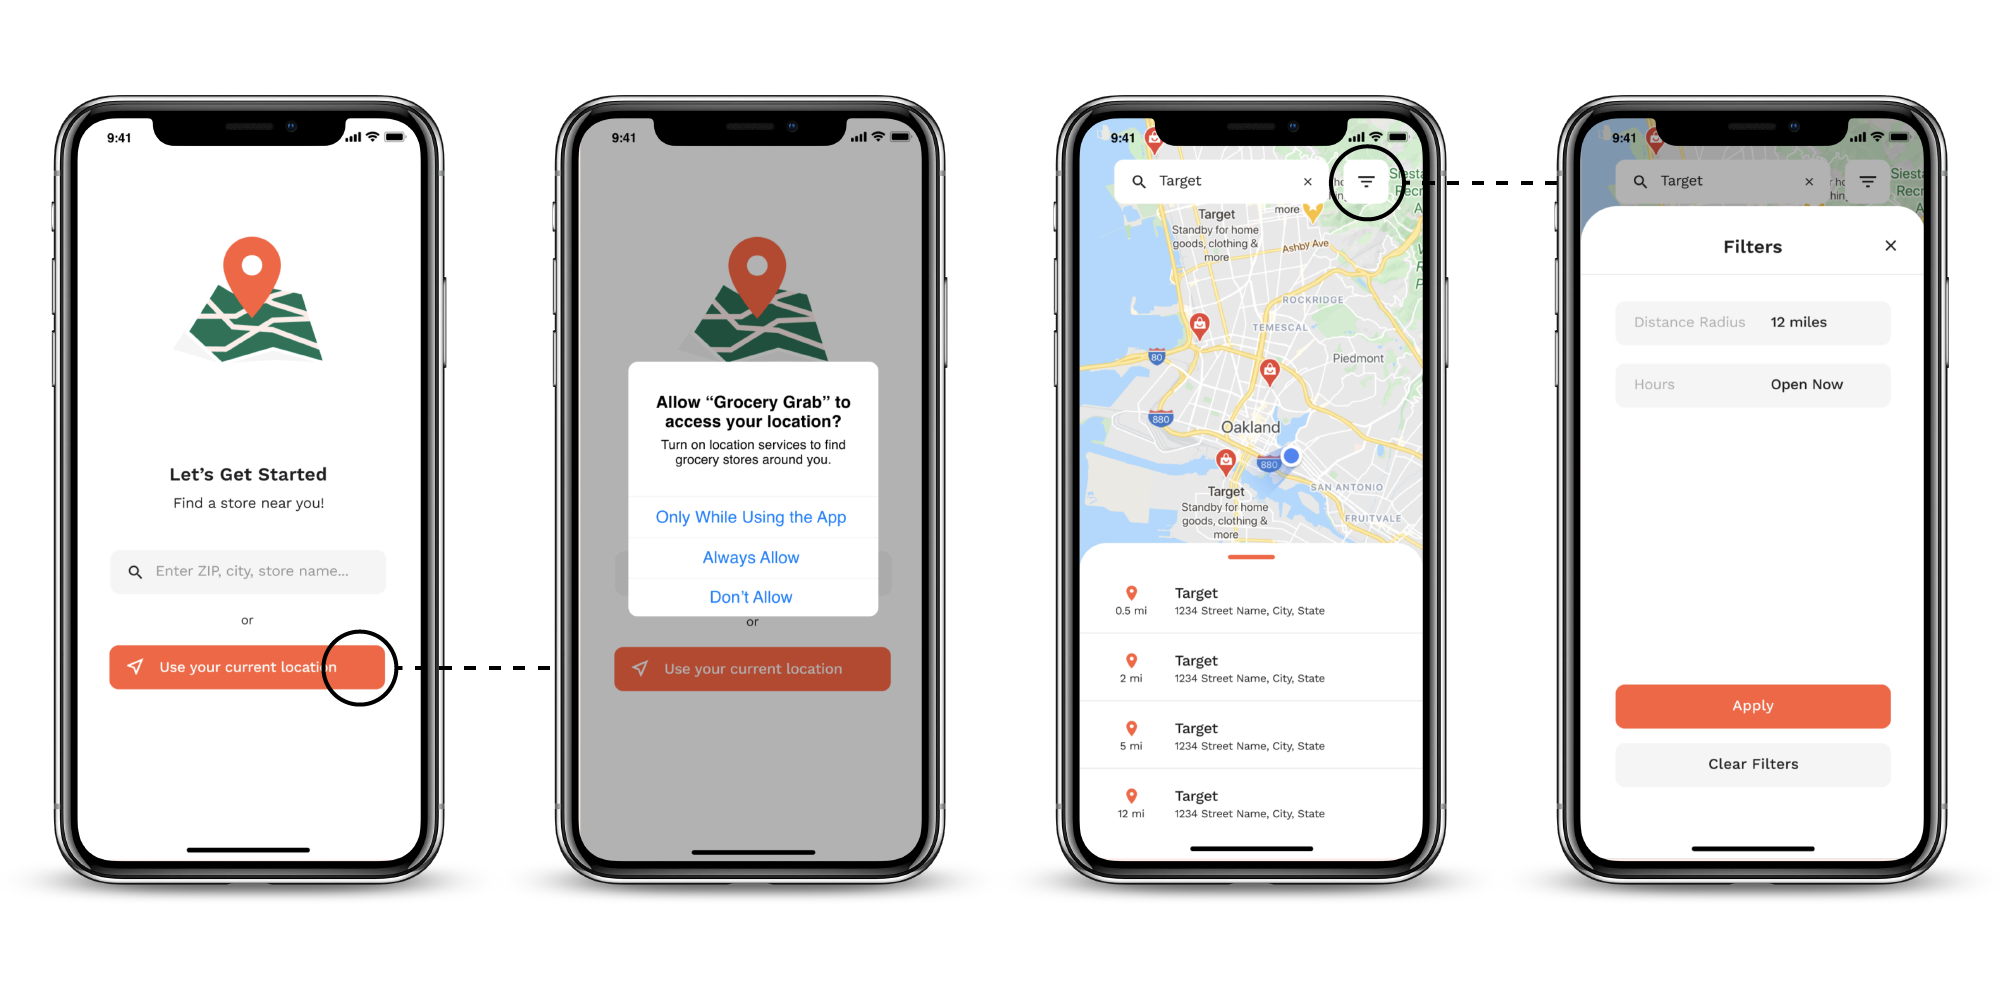 9:41
Let's Get Started
Find a store near you!
Enter ZIP, city, store name...
or
Use your current location
9:41
Allow “Grocery Grab” to
access your location?
Turn on location services to find
grocery stores around you.
Only While Using the App
Always Allow
Don't Allow
or
Use your current location
9:41
Target
Target
Standby for home
goods, clothing &
more
more
Ashby Ave
ROCKRIDGE
TEMESCAL
80
Piedmont
880
Oakland
880
SAN ANTONIO
Target
Standby for home
goods, clothing &
more
FRUITVALE
Target
0.5 mi
1234 Street Name, City, State
Target
2 mi
1234 Street Name, City, State
Target
5 mi
1234 Street Name, City, State
Target
12 mi
1234 Street Name, City, State
9:41
Target
Filters
Distance Radius 12 miles
Hours Open Now
Apply
Clear Filters